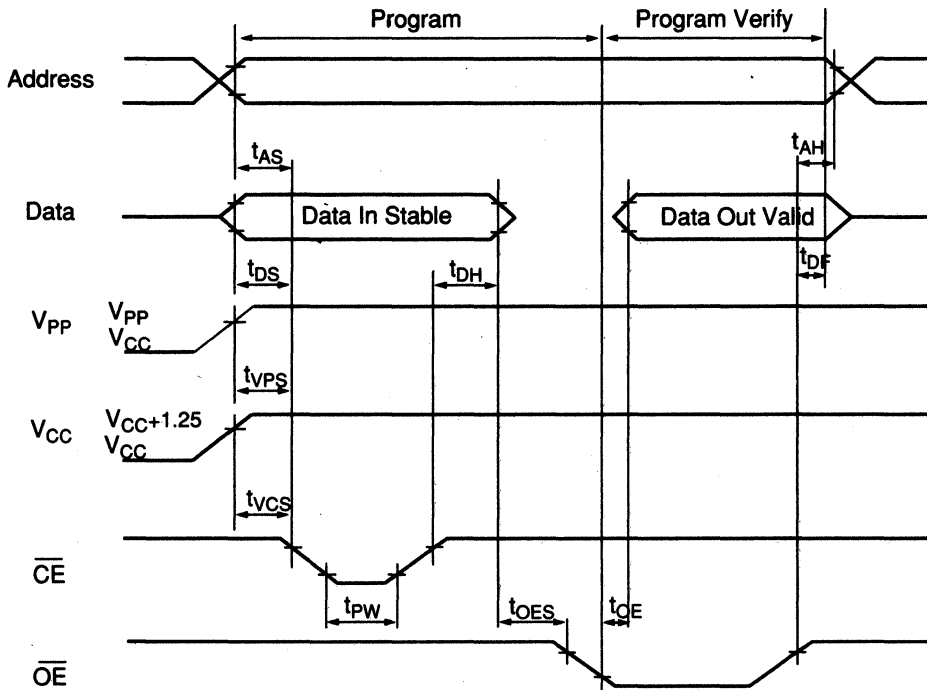 Program
Program Verify
Address
tAS
tAH
Data
Data In Stable
Data Out Valid
tDS
tDH
tDF
VPP
VPP
VCC
tVPS
VCC
VCC+1.25
VCC
tVCS
CE
tPW
tOES
tOE
OE